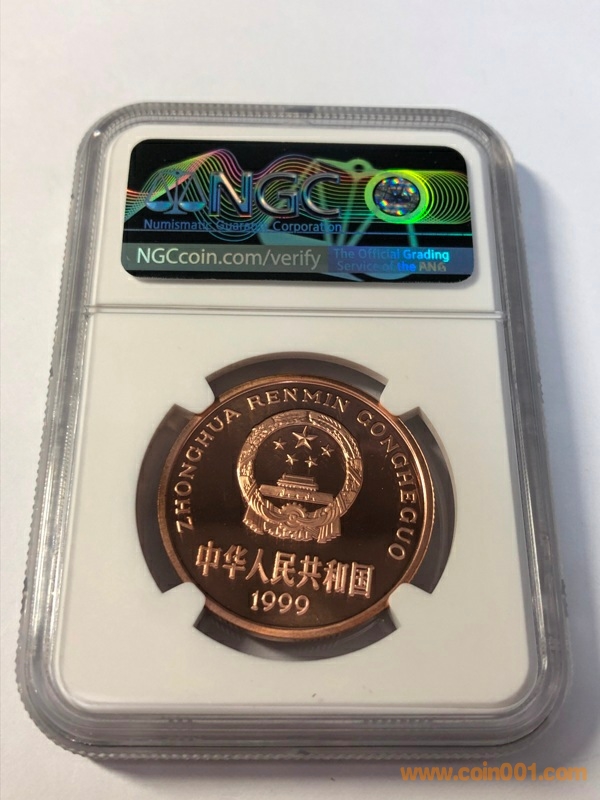 NGC
Numismatic Guaranty Corporation
NGCcoin.com/verify
The Official Grading
Service of the ANA
ZHONGHUA RENMIN GONGHEGUO
中华人民共和国
1999
www.coin001.com